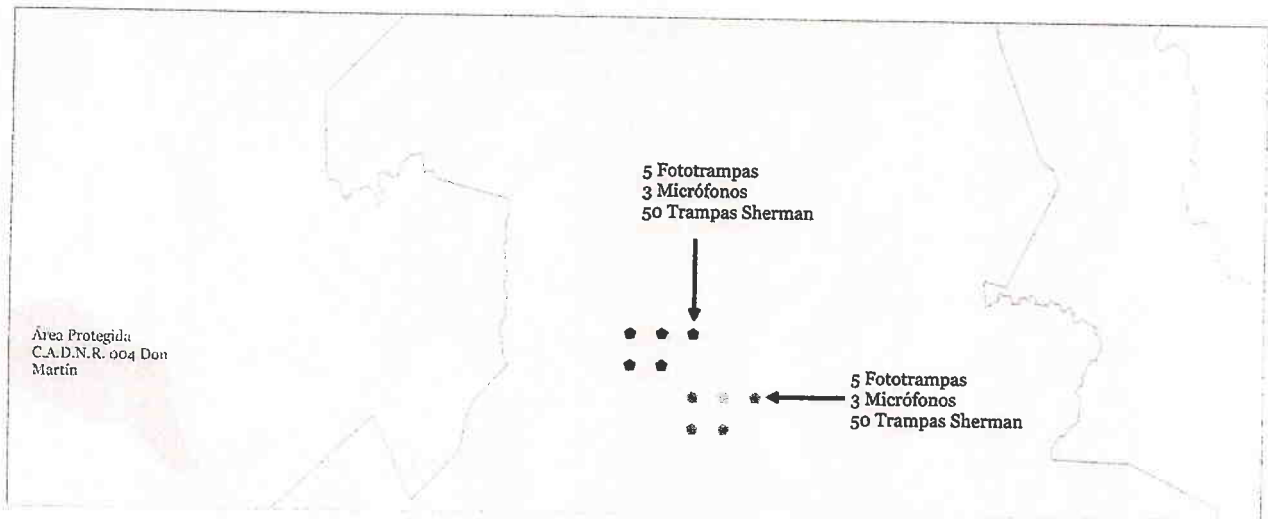 5 Fototrampas
3 Micrófonos
50 Trampas Sherman
Área Protegida
C.A.D.N.R. 004 Don
Martín
5 Fototrampas
3 Micrófonos
50 Trampas Sherman